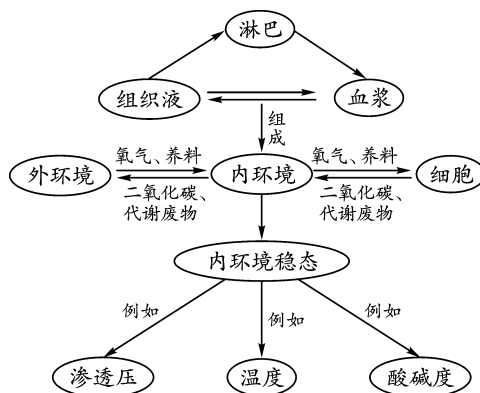 淋巴
组织液
血浆
组
成
氧气、养料
氧气、养料
外环境
内环境
细胞
二氧化碳、
代谢废物
二氧化碳、
代谢废物
内环境稳态
例如
例如
例如
渗透压
温度
酸碱度